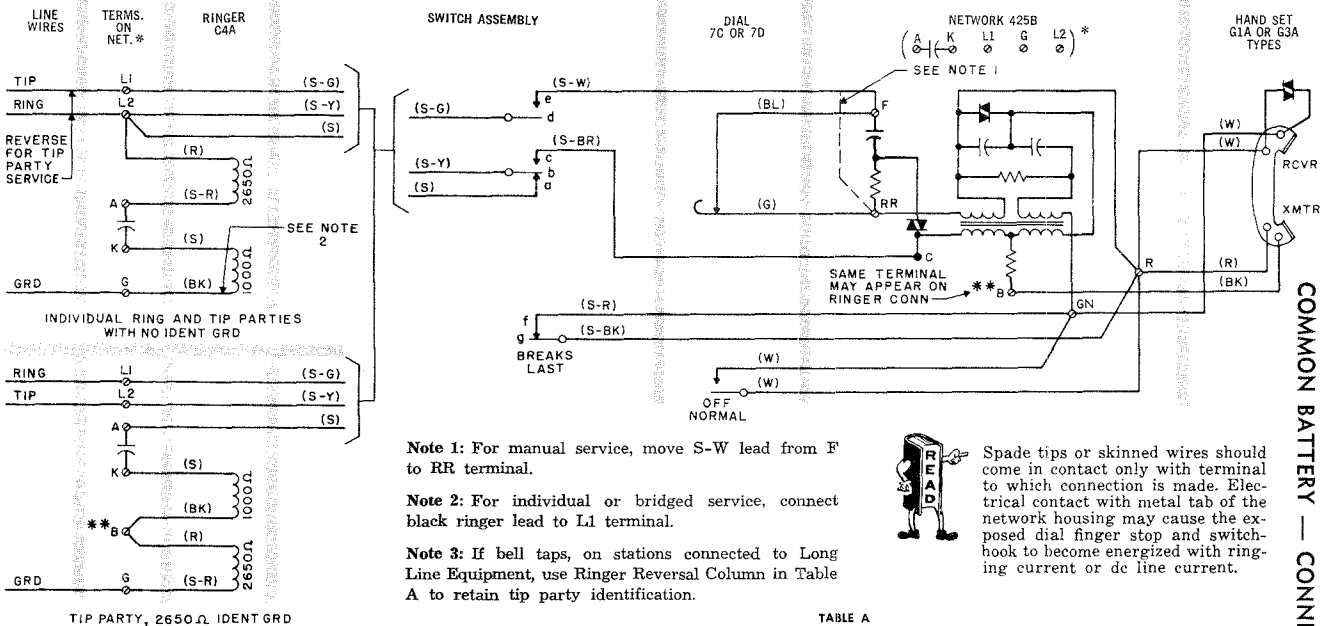 LINE WIRES
TERMS. ON NET. *
RINGER C4A
SWITCH ASSEMBLY
DIAL 7C OR 7D
NETWORK 425B
( A K L1 G L2 ) *
HAND SET G1A OR G3A TYPES
TIP L1 (S-G)
RING L2 (S-Y)
(S)
REVERSE FOR TIP PARTY SERVICE
(R)
2650Ω
A (S-R)
K (S)
SEE NOTE 2
1000Ω
GRD G (BK)
INDIVIDUAL RING AND TIP PARTIES
WITH NO IDENT GRD
RING L1 (S-G)
TIP L2 (S-Y)
A (S)
K (S)
1000Ω
(BK)
**B
(R)
2650Ω
GRD G (S-R)
TIP PARTY, 2650Ω IDENT GRD
(S-W)
e
(S-G) d
(S-BR)
c
(S-Y) b
(S) a
SEE NOTE 1
(BL) F
(G) RR
C
SAME TERMINAL
MAY APPEAR ON
RINGER CONN
**B
(S-R) GN
f
g (S-BK)
BREAKS
LAST
(W)
(W)
OFF
NORMAL
(W)
(W)
RCVR
XMTR
R (R)
(BK)
Note 1: For manual service, move S-W lead from F
to RR terminal.
Note 2: For individual or bridged service, connect
black ringer lead to L1 terminal.
Note 3: If bell taps, on stations connected to Long
Line Equipment, use Ringer Reversal Column in Table
A to retain tip party identification.
READ
Spade tips or skinned wires should
come in contact only with terminal
to which connection is made. Elec-
trical contact with metal tab of the
network housing may cause the ex-
posed dial finger stop and switch-
hook to become energized with ring-
ing current or dc line current.
TABLE A
COMMON BATTERY — CONNE